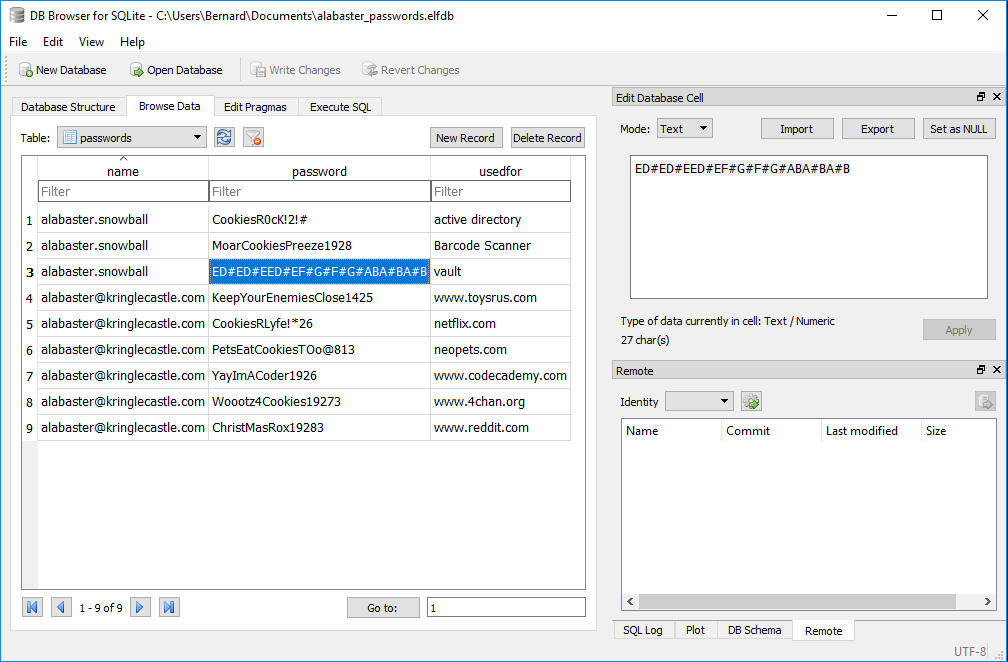 DB Browser for SQLite - C:\Users\Bernard\Documents\alabaster_passwords.elfdb
File Edit View Help
New Database Open Database Write Changes Revert Changes
Database Structure Browse Data Edit Pragmas Execute SQL
Table: passwords New Record Delete Record
name password usedfor
Filter Filter Filter
1 alabaster.snowball CookiesR0cK!2!# active directory
2 alabaster.snowball MoarCookiesPreeze1928 Barcode Scanner
3 alabaster.snowball ED#ED#EED#EF#G#F#G#ABA#BA#B vault
4 alabaster@kringlecastle.com KeepYourEnemiesClose1425 www.toysrus.com
5 alabaster@kringlecastle.com CookiesRLyfe!*26 netflix.com
6 alabaster@kringlecastle.com PetsEatCookiesTOo@813 neopets.com
7 alabaster@kringlecastle.com YayImACoder1926 www.codecademy.com
8 alabaster@kringlecastle.com Woootz4Cookies19273 www.4chan.org
9 alabaster@kringlecastle.com ChristMasRox19283 www.reddit.com
1 - 9 of 9 Go to: 1
Edit Database Cell
Mode: Text Import Export Set as NULL
ED#ED#EED#EF#G#F#G#ABA#BA#B
Type of data currently in cell: Text / Numeric
27 char(s)
Apply
Remote
Identity
Name Commit Last modified Size
SQL Log Plot DB Schema Remote
UTF-8